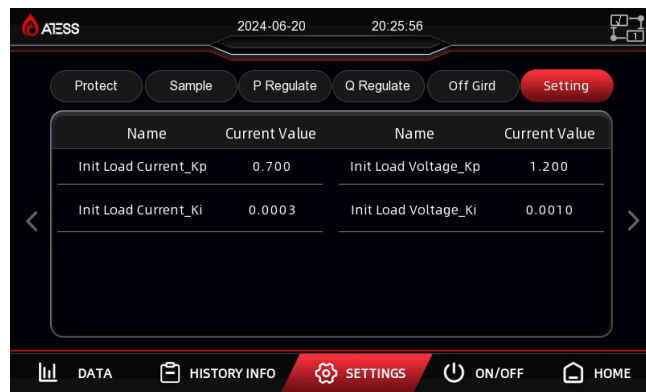 ATESS 2024-06-20 20:25:56
1
Protect Sample P Regulate Q Regulate Off Gird Setting
Name Current Value Name Current Value
Init Load Current_Kp 0.700 Init Load Voltage_Kp 1.200
Init Load Current_Ki 0.0003 Init Load Voltage_Ki 0.0010
DATA HISTORY INFO SETTINGS ON/OFF HOME